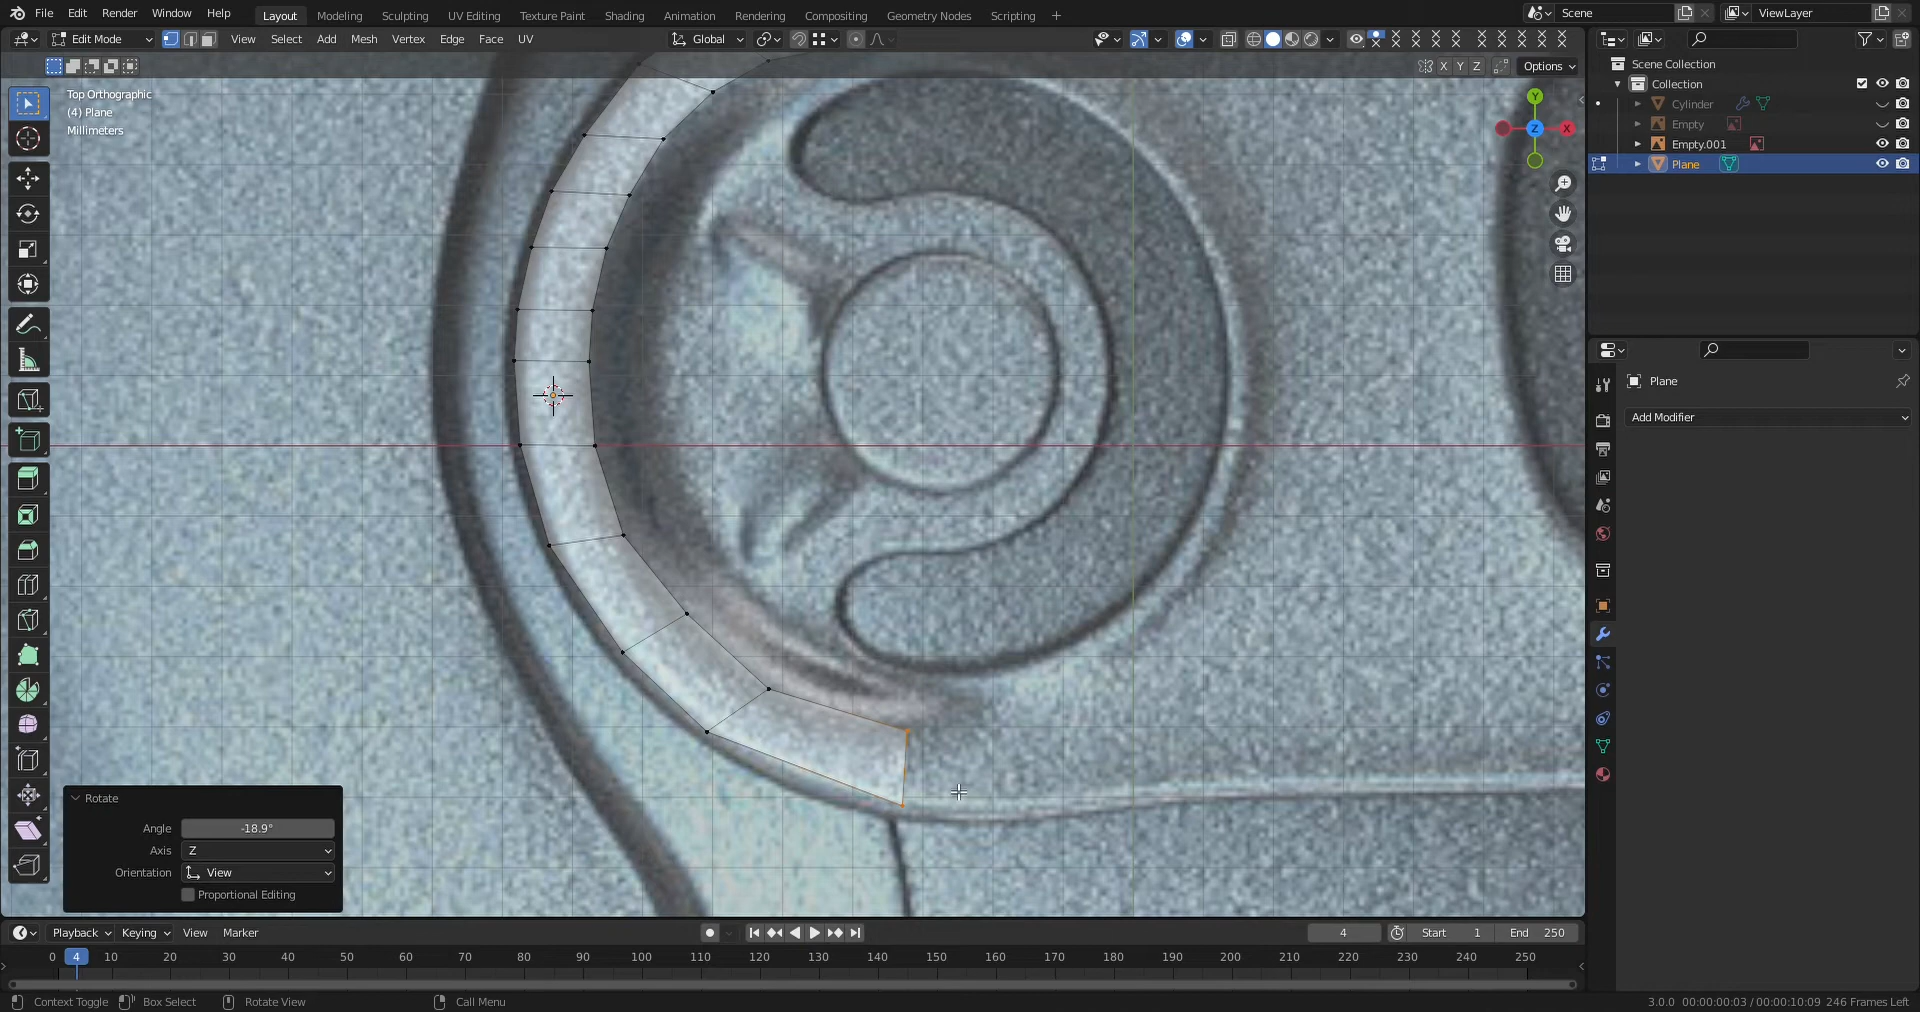 File Edit Render Window Help Layout Modeling Sculpting UV Editing Texture Paint Shading Animation Rendering Compositing Geometry Nodes Scripting + Scene ViewLayer
Edit Mode View Select Add Mesh Vertex Edge Face UV Global
X Y Z Options
Top Orthographic
(4) Plane
Millimeters
Scene Collection
Collection
Cylinder
Empty
Empty.001
Plane
Y
Z
X
Plane
Add Modifier
Rotate
Angle -18.9°
Axis Z
Orientation View
Proportional Editing
Playback Keying View Marker 4 Start 1 End 250
0 4 10 20 30 40 50 60 70 80 90 100 110 120 130 140 150 160 170 180 190 200 210 220 230 240 250
Context Toggle Box Select Rotate View Call Menu 3.0.0 00:00:00:03 / 00:00:10:09 246 Frames Left